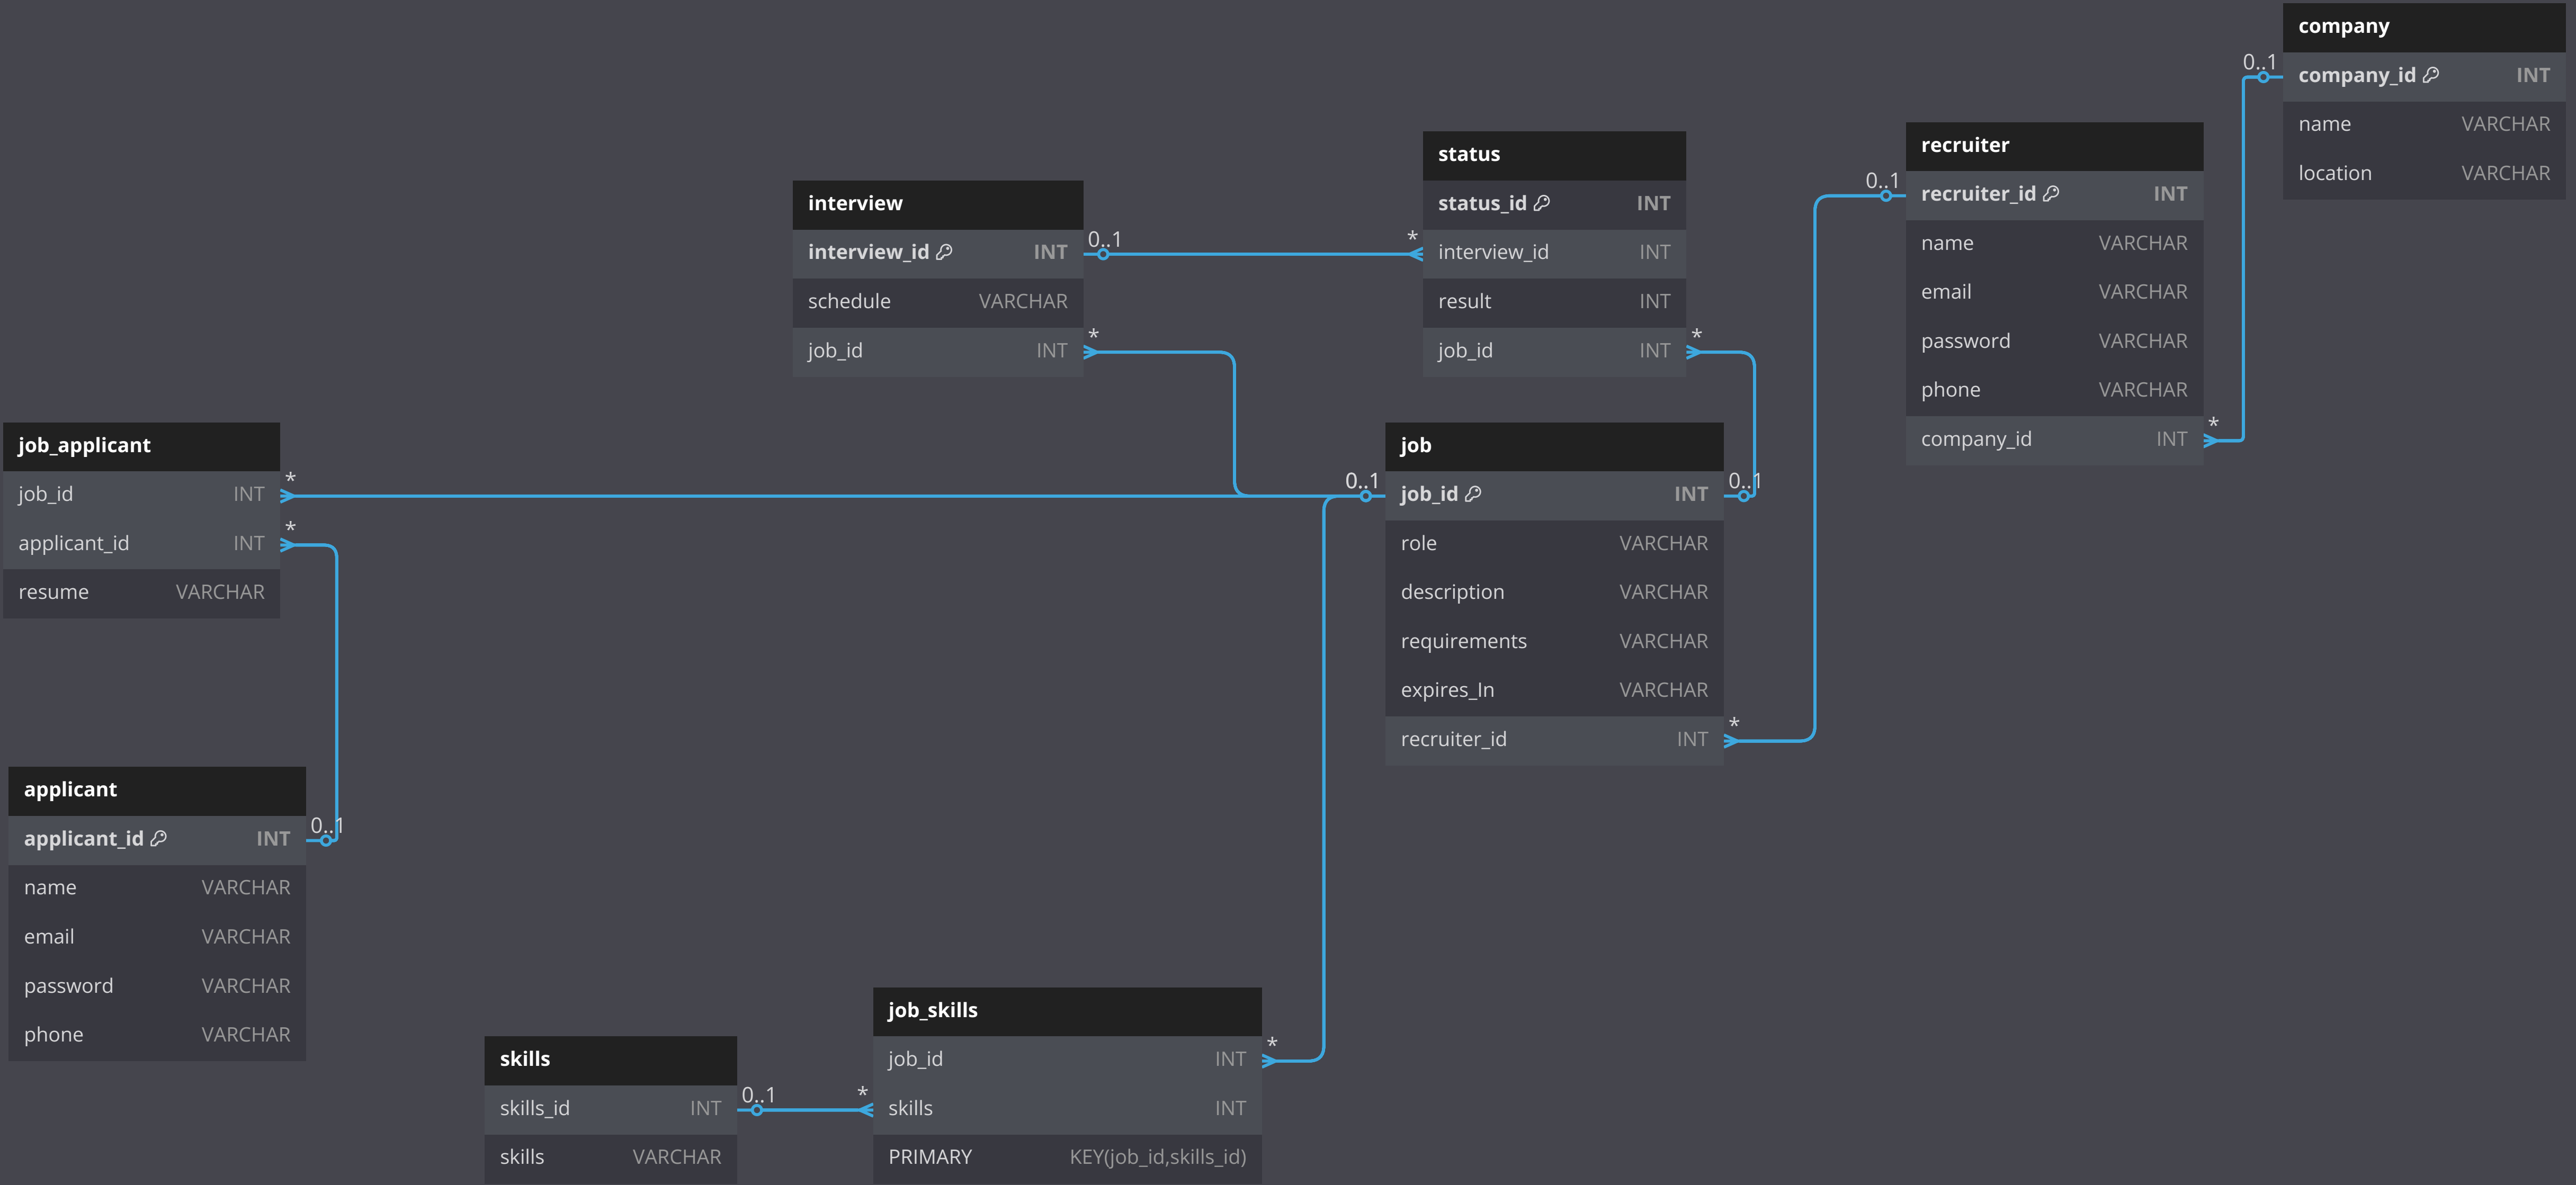 company
company_id INT
name VARCHAR
location VARCHAR
0..1
*
recruiter
recruiter_id INT
name VARCHAR
email VARCHAR
password VARCHAR
phone VARCHAR
company_id INT
0..1
*
status
status_id INT
interview_id INT
result INT
job_id INT
*
*
interview
interview_id INT
schedule VARCHAR
job_id INT
0..1
*
job_applicant
job_id INT
applicant_id INT
resume VARCHAR
*
*
job
job_id INT
role VARCHAR
description VARCHAR
requirements VARCHAR
expires_In VARCHAR
recruiter_id INT
0..1
0..1
applicant
applicant_id INT
name VARCHAR
email VARCHAR
password VARCHAR
phone VARCHAR
0..1
job_skills
job_id INT
skills INT
PRIMARY KEY(job_id,skills_id)
*
*
skills
skills_id INT
skills VARCHAR
0..1